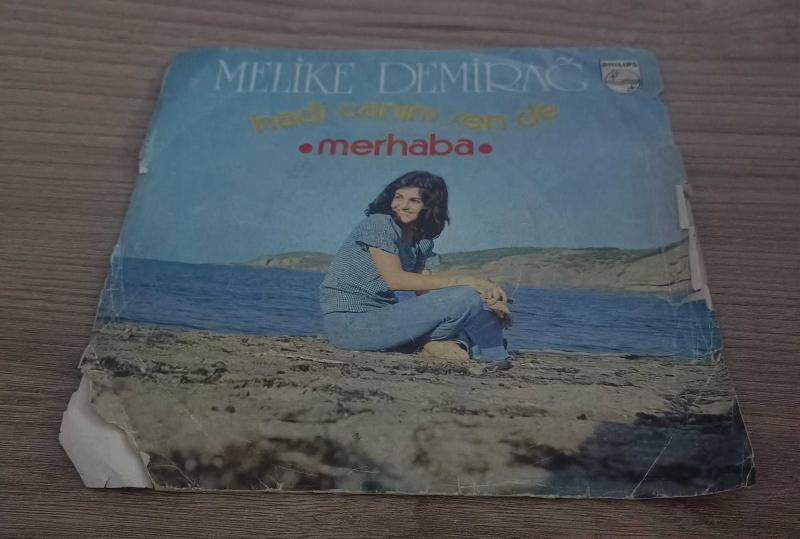 MELİKE DEMİRAĞ
PHILIPS
hadi canım sen de
•merhaba•